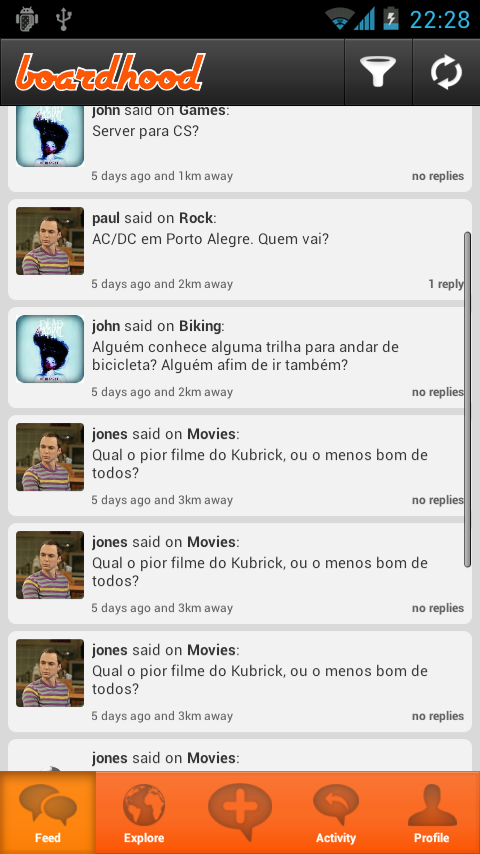 22:28
boardhood
john said on Games:
Server para CS?
5 days ago and 1km away
no replies
paul said on Rock:
AC/DC em Porto Alegre. Quem vai?
5 days ago and 2km away
1 reply
john said on Biking:
Alguém conhece alguma trilha para andar de
bicicleta? Alguém afim de ir também?
5 days ago and 2km away
no replies
jones said on Movies:
Qual o pior filme do Kubrick, ou o menos bom de
todos?
5 days ago and 3km away
no replies
jones said on Movies:
Qual o pior filme do Kubrick, ou o menos bom de
todos?
5 days ago and 3km away
no replies
jones said on Movies:
Qual o pior filme do Kubrick, ou o menos bom de
todos?
5 days ago and 3km away
no replies
jones said on Movies:
Feed
Explore
Activity
Profile